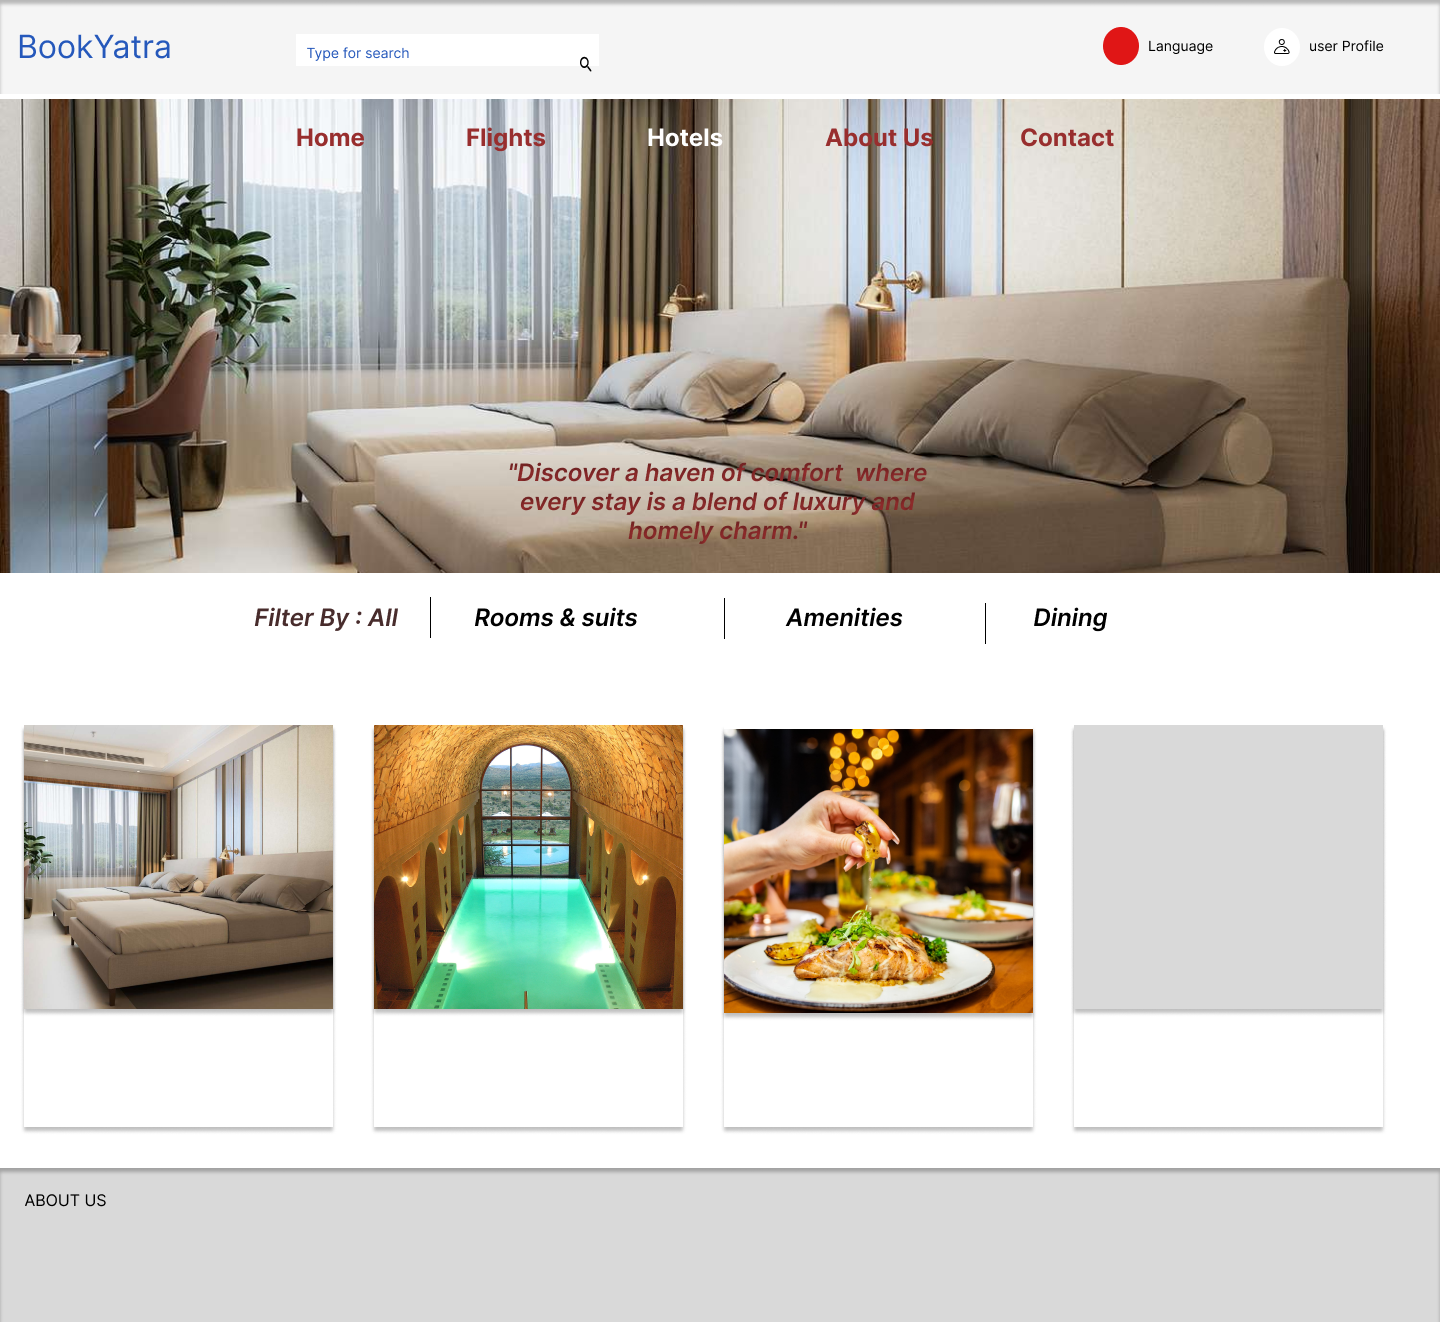 BookYatra
Type for search
Language
user Profile
Home
Flights
Hotels
About Us
Contact
"Discover a haven of comfort  where
every stay is a blend of luxury and
homely charm."
Filter By : All
Rooms & suits
Amenities
Dining
ABOUT US